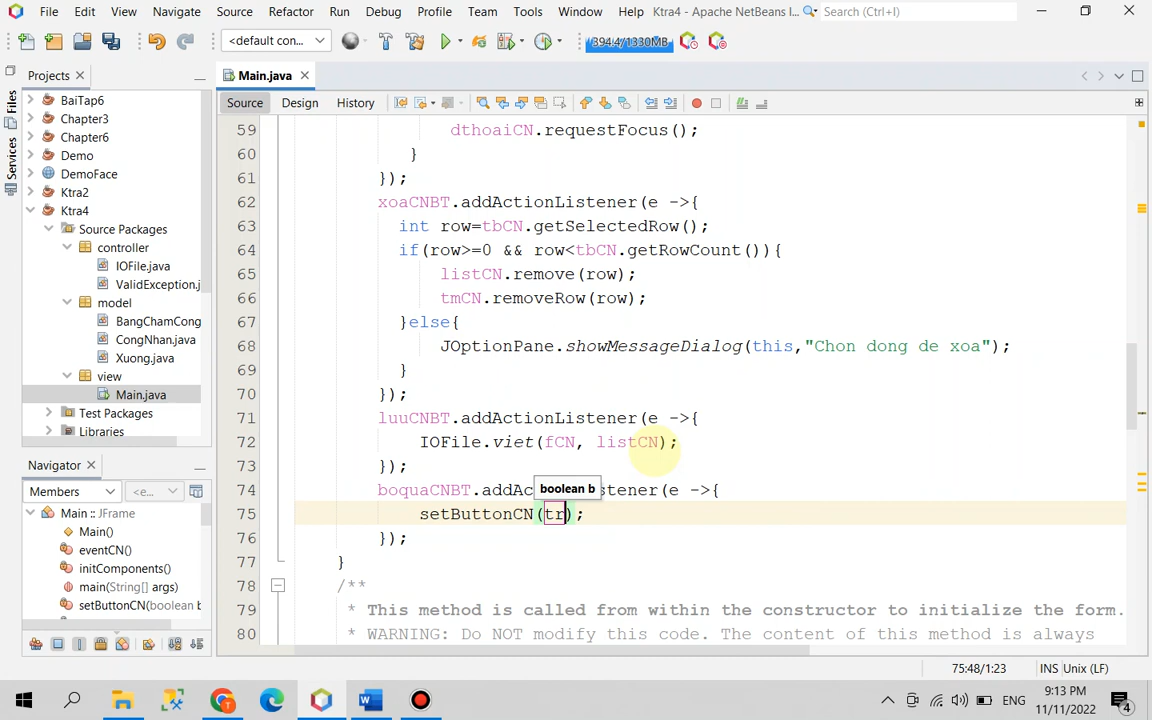 File Edit View Navigate Source Refactor Run Debug Profile Team Tools Window Help Ktra4 - Apache NetBeans I... Search (Ctrl+I)
<default con... 394.4/1330MB
Projects
Main.java
Files
Services
BaiTap6
Chapter3
Chapter6
Demo
DemoFace
Ktra2
Ktra4
Source Packages
controller
IOFile.java
ValidException.j
model
BangChamCong
CongNhan.java
Xuong.java
view
Main.java
Test Packages
Libraries
Navigator
Members <e...
Main :: JFrame
Main()
eventCN()
initComponents()
main(String[] args)
setButtonCN(boolean b
Source Design History
59 dthoaiCN.requestFocus();
60 }
61 });
62 xoaCNBT.addActionListener(e ->{
63 int row=tbCN.getSelectedRow();
64 if(row>=0 && row<tbCN.getRowCount()){
65 listCN.remove(row);
66 tmCN.removeRow(row);
67 }else{
68 JOptionPane.showMessageDialog(this,"Chon dong de xoa");
69 }
70 });
71 luuCNBT.addActionListener(e ->{
72 IOFile.viet(fCN, listCN);
73 });
74 boquaCNBT.addAc stener(e ->{
boolean b
75 setButtonCN(tr);
76 });
77 }
78 /**
79 * This method is called from within the constructor to initialize the form.
80 * WARNING: Do NOT modify this code. The content of this method is always
75:48/1:23 INS Unix (LF)
ENG 9:13 PM
11/11/2022
4